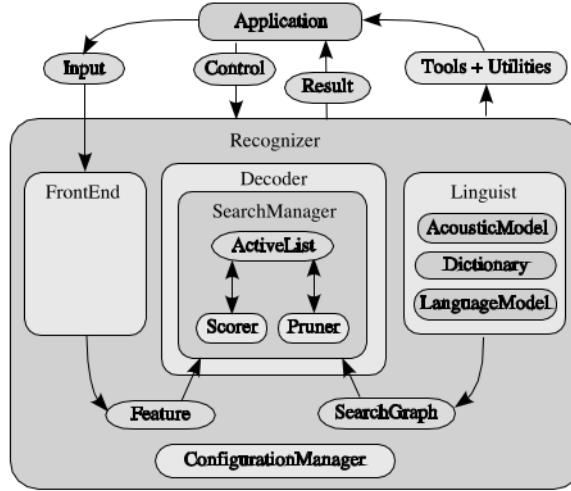 Application
Input
Control
Result
Tools + Utilities
Recognizer
FrontEnd
Decoder
Linguist
SearchManager
AcousticModel
ActiveList
Dictionary
LanguageModel
Scorer
Pruner
Feature
SearchGraph
ConfigurationManager